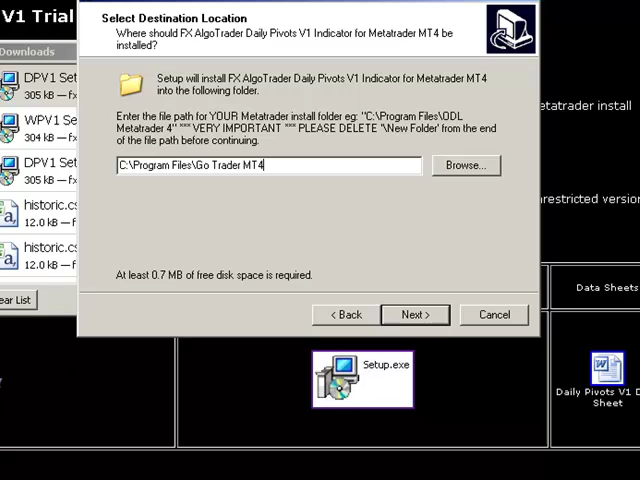 V1 Trial
Select Destination Location
Where should FX AlgoTrader Daily Pivots V1 Indicator for Metatrader MT4 be
installed?
Downloads
DPV1 Set
305 kB — f
WPV1 S
304 kB — f
DPV1 Set
305 kB — f
historic.cs
12.0 kB — f
historic.cs
12.0 kB — f
ear List
Setup will install FX AlgoTrader Daily Pivots V1 Indicator for Metatrader MT4
into the following folder.
Enter the file path for YOUR Metatrader install folder eg: "C:\Program Files\ODL
Metatrader 4" *** VERY IMPORTANT *** PLEASE DELETE "\New Folder' from the end
of the file path before continuing.
C:\Program Files\Go Trader MT4
Browse...
At least 0.7 MB of free disk space is required.
< Back
Next >
Cancel
etatrader install
nrestricted version
Data Sheets
Setup.exe
Daily Pivots V1 D
Sheet